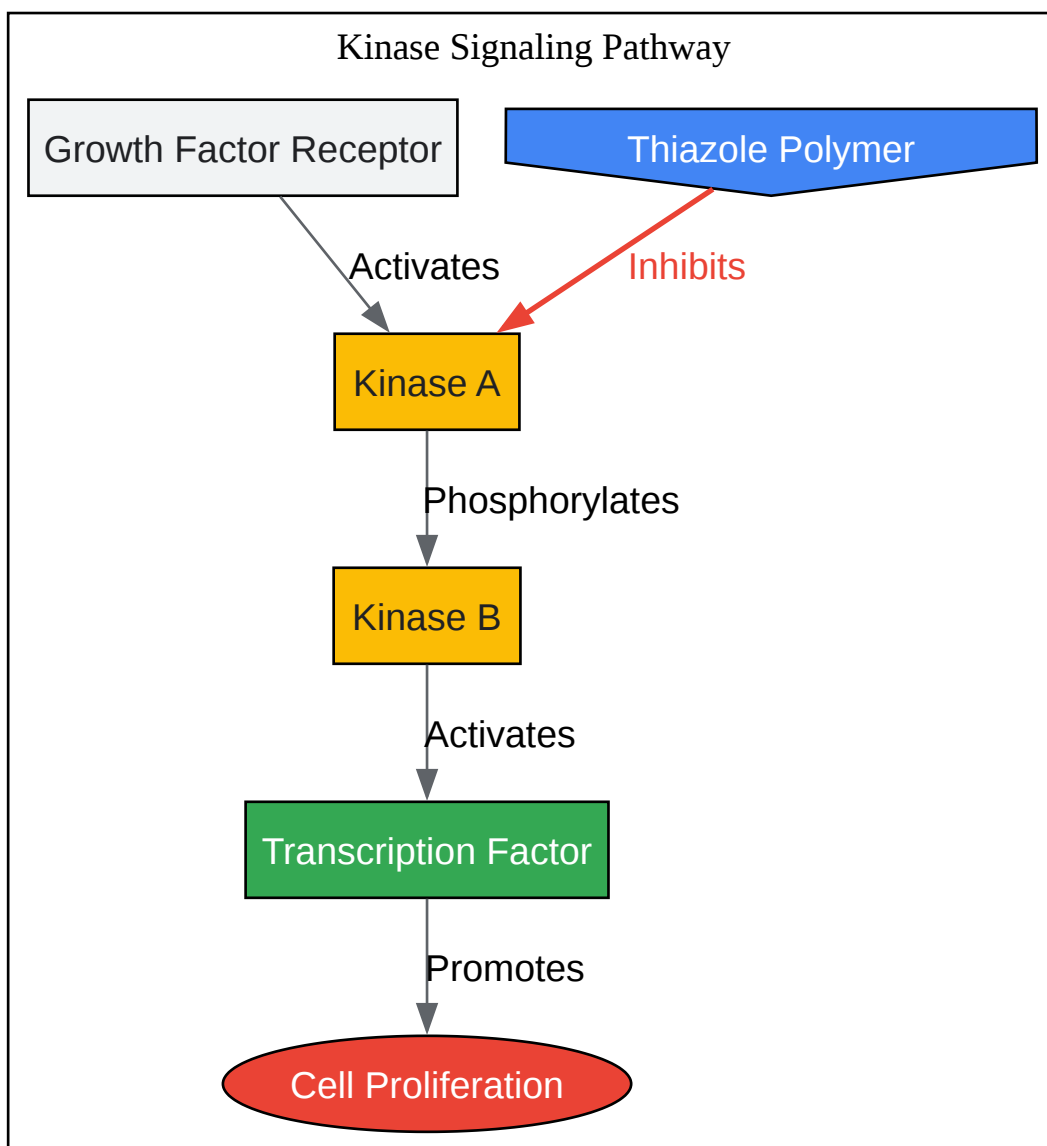 Kinase Signaling Pathway
Growth Factor Receptor
Thiazole Polymer
Activates
Inhibits
Kinase A
Phosphorylates
Kinase B
Activates
Transcription Factor
Promotes
Cell Proliferation